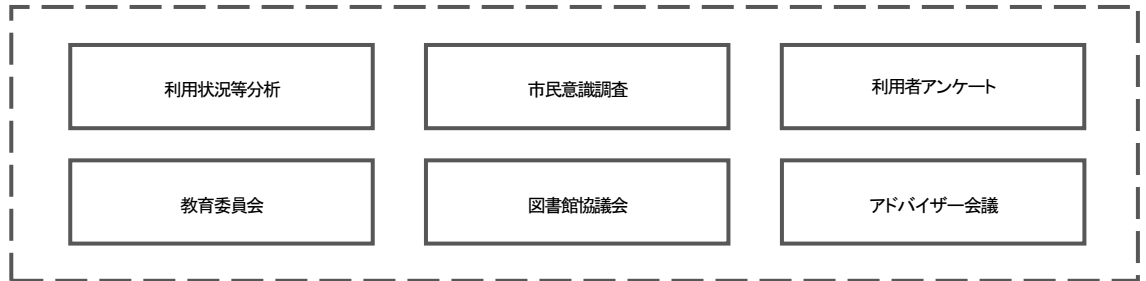 利用状況等分析
市民意識調査
利用者アンケート
教育委員会
図書館協議会
アドバイザー会議